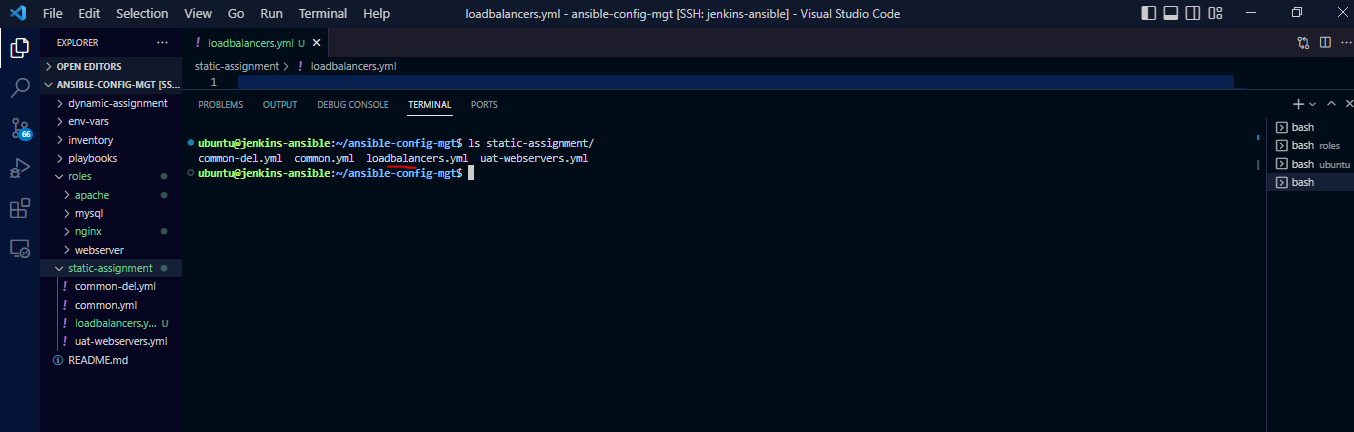 File Edit Selection View Go Run Terminal Help loadbalancers.yml - ansible-config-mgt [SSH: jenkins-ansible] - Visual Studio Code
EXPLORER ···
! loadbalancers.yml U
OPEN EDITORS
static-assignment > ! loadbalancers.yml
ANSIBLE-CONFIG-MGT [SS...
1
dynamic-assignment
env-vars
inventory
playbooks
roles
apache
mysql
nginx
webserver
static-assignment
! common-del.yml
! common.yml
! loadbalancers.y... U
! uat-webservers.yml
README.md
66
PROBLEMS OUTPUT DEBUG CONSOLE TERMINAL PORTS
ubuntu@jenkins-ansible:~/ansible-config-mgt$ ls static-assignment/
common-del.yml common.yml loadbalancers.yml uat-webservers.yml
ubuntu@jenkins-ansible:~/ansible-config-mgt$
bash
bash roles
bash ubuntu
bash